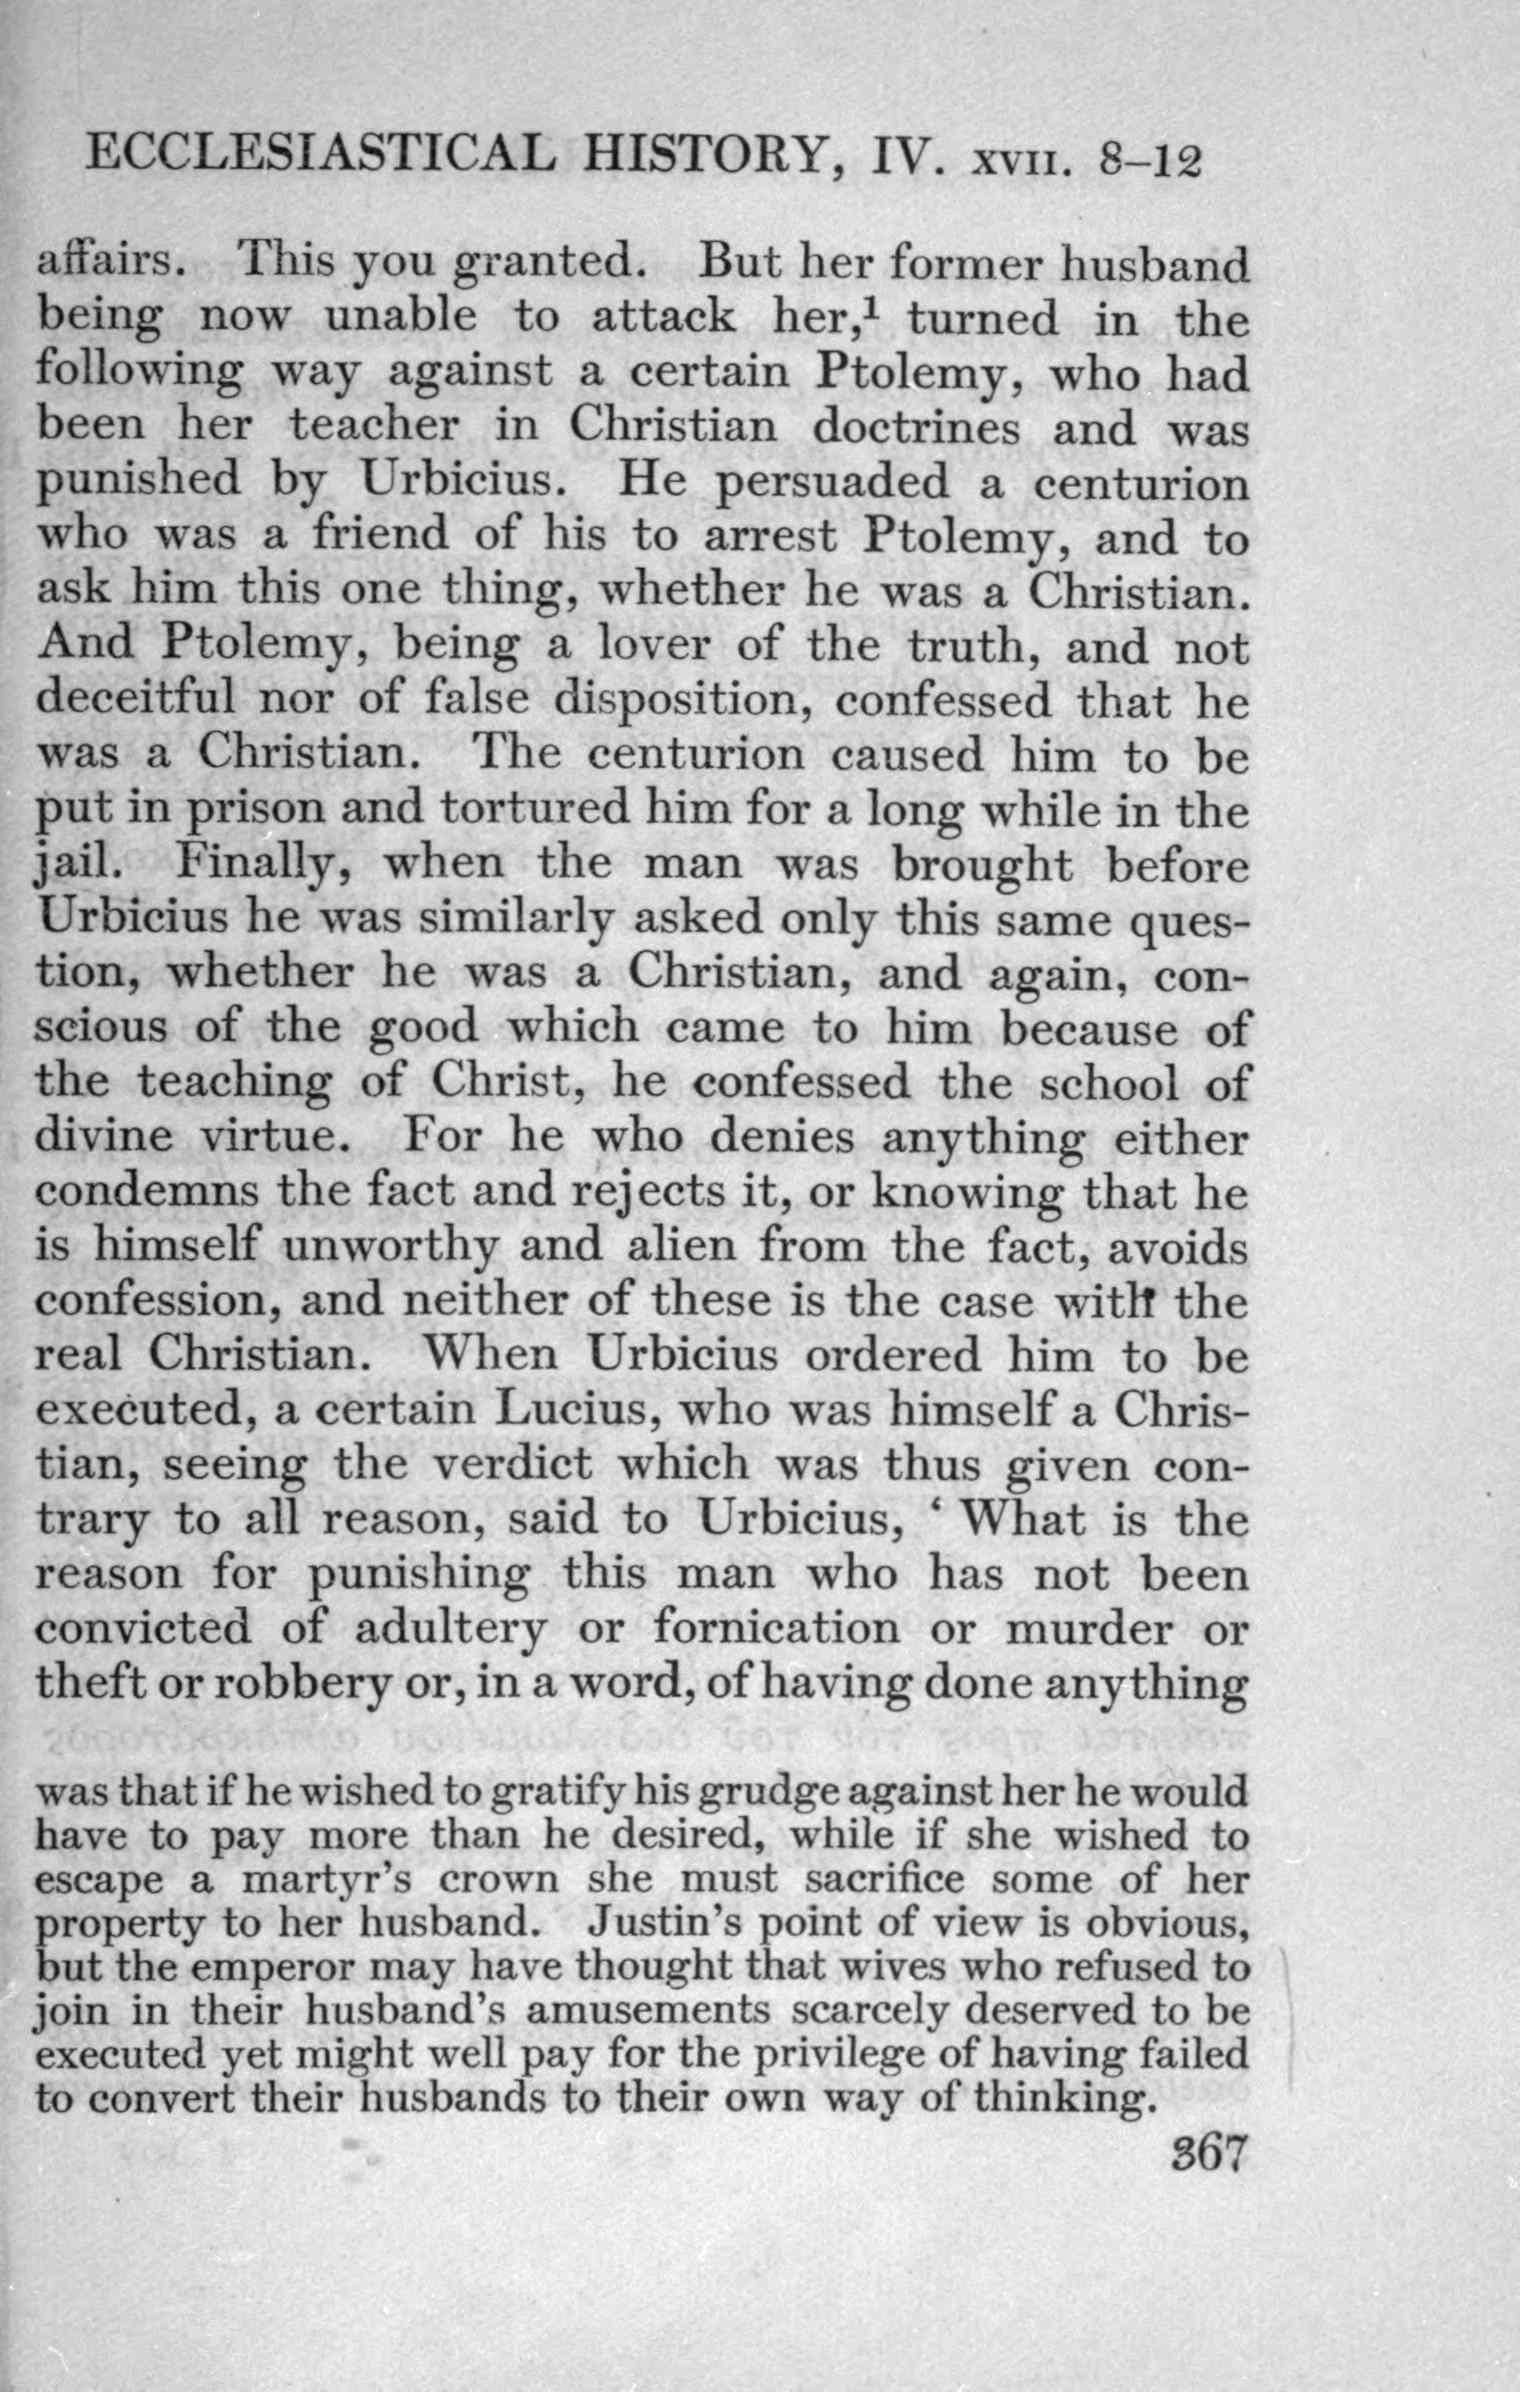 ECCLESIASTICAL HISTORY, IV. XVII. 8–12
affairs. This you granted. But her former husband
being now unable to attack her,¹ turned in the
following way against a certain Ptolemy, who had
been her teacher in Christian doctrines and was
punished by Urbicius. He persuaded a centurion
who was a friend of his to arrest Ptolemy, and to
ask him this one thing, whether he was a Christian.
And Ptolemy, being a lover of the truth, and not
deceitful nor of false disposition, confessed that he
was a Christian. The centurion caused him to be
put in prison and tortured him for a long while in the
jail. Finally, when the man was brought before
Urbicius he was similarly asked only this same ques-
tion, whether he was a Christian, and again, con-
scious of the good which came to him because of
the teaching of Christ, he confessed the school of
divine virtue. For he who denies anything either
condemns the fact and rejects it, or knowing that he
is himself unworthy and alien from the fact, avoids
confession, and neither of these is the case with the
real Christian. When Urbicius ordered him to be
executed, a certain Lucius, who was himself a Chris-
tian, seeing the verdict which was thus given con-
trary to all reason, said to Urbicius, ‘ What is the
reason for punishing this man who has not been
convicted of adultery or fornication or murder or
theft or robbery or, in a word, of having done anything
was that if he wished to gratify his grudge against her he would
have to pay more than he desired, while if she wished to
escape a martyr's crown she must sacrifice some of her
property to her husband. Justin's point of view is obvious,
but the emperor may have thought that wives who refused to
join in their husband's amusements scarcely deserved to be
executed yet might well pay for the privilege of having failed
to convert their husbands to their own way of thinking.
367